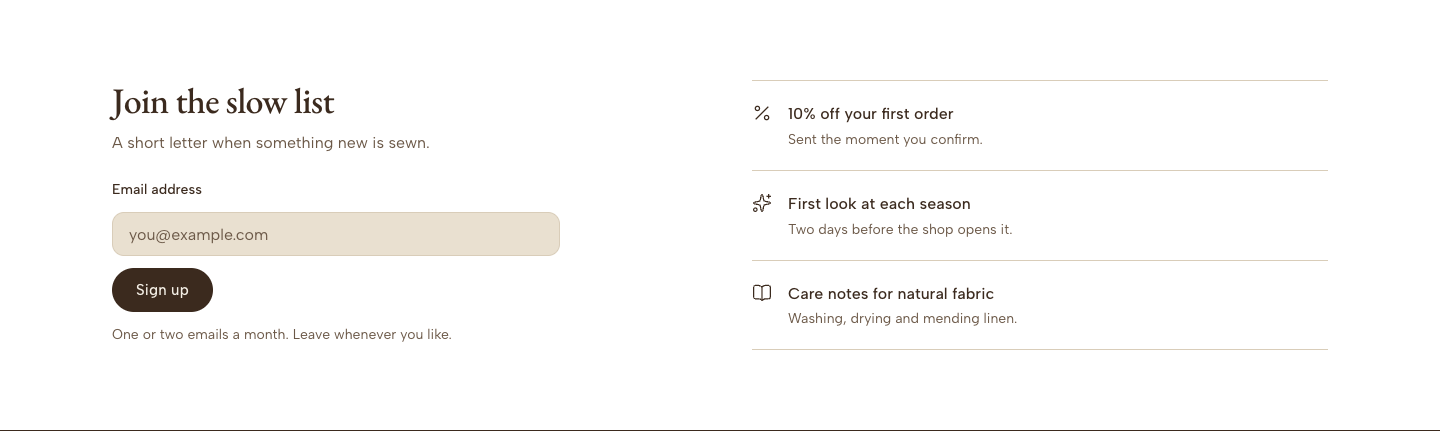 Join the slow list
A short letter when something new is sewn.
Email address
you@example.com
Sign up
One or two emails a month. Leave whenever you like.
10% off your first order
Sent the moment you confirm.
First look at each season
Two days before the shop opens it.
Care notes for natural fabric
Washing, drying and mending linen.